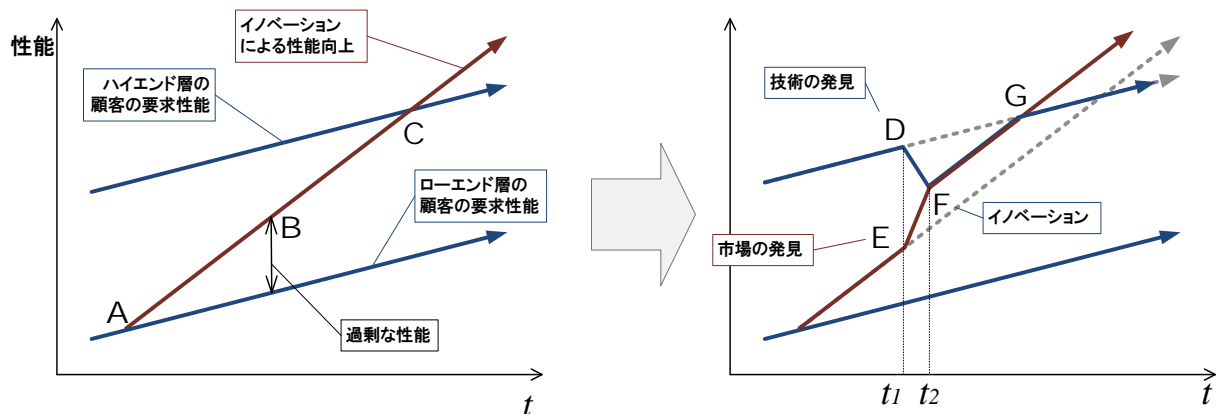 性能
イノベーション
による性能向上
ハイエンド層の
顧客の要求性能
C
ローエンド層の
顧客の要求性能
B
A
過剰な性能
t
技術の発見
G
D
F
イノベーション
E
市場の発見
t1
t2
t